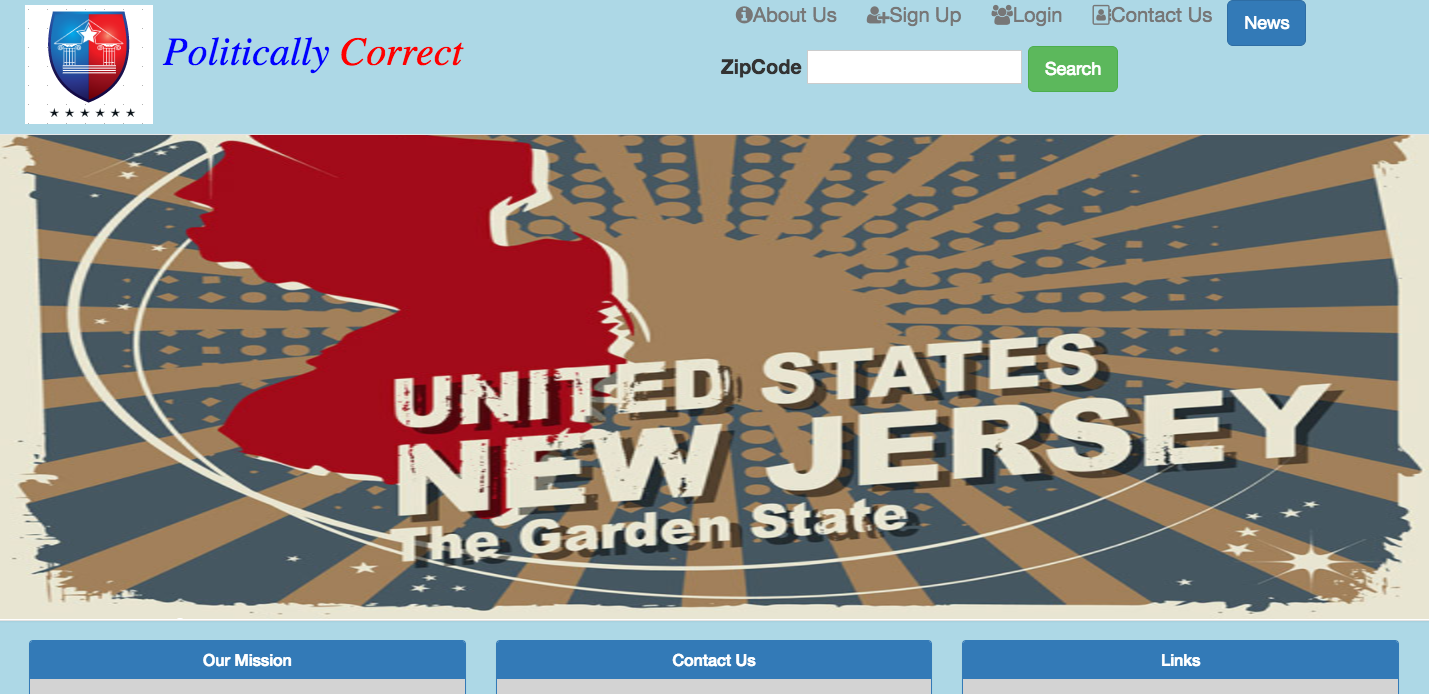 About Us Sign Up Login Contact Us News
Politically Correct
ZipCode Search
UNITED STATES
NEW JERSEY
The Garden State
Our Mission Contact Us Links